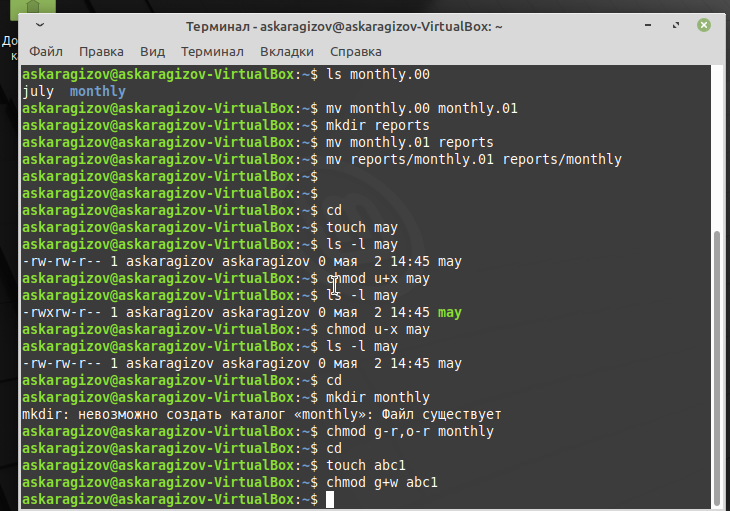 До
к
Терминал - askaragizov@askaragizov-VirtualBox: ~
Файл Правка Вид Терминал Вкладки Справка
askaragizov@askaragizov-VirtualBox:~$ ls monthly.00
july  monthly
askaragizov@askaragizov-VirtualBox:~$ mv monthly.00 monthly.01
askaragizov@askaragizov-VirtualBox:~$ mkdir reports
askaragizov@askaragizov-VirtualBox:~$ mv monthly.01 reports
askaragizov@askaragizov-VirtualBox:~$ mv reports/monthly.01 reports/monthly
askaragizov@askaragizov-VirtualBox:~$
askaragizov@askaragizov-VirtualBox:~$
askaragizov@askaragizov-VirtualBox:~$ cd
askaragizov@askaragizov-VirtualBox:~$ touch may
askaragizov@askaragizov-VirtualBox:~$ ls -l may
-rw-rw-r-- 1 askaragizov askaragizov 0 мая  2 14:45 may
askaragizov@askaragizov-VirtualBox:~$ chmod u+x may
askaragizov@askaragizov-VirtualBox:~$ ls -l may
-rwxrw-r-- 1 askaragizov askaragizov 0 мая  2 14:45 may
askaragizov@askaragizov-VirtualBox:~$ chmod u-x may
askaragizov@askaragizov-VirtualBox:~$ ls -l may
-rw-rw-r-- 1 askaragizov askaragizov 0 мая  2 14:45 may
askaragizov@askaragizov-VirtualBox:~$ cd
askaragizov@askaragizov-VirtualBox:~$ mkdir monthly
mkdir: невозможно создать каталог «monthly»: Файл существует
askaragizov@askaragizov-VirtualBox:~$ chmod g-r,o-r monthly
askaragizov@askaragizov-VirtualBox:~$ cd
askaragizov@askaragizov-VirtualBox:~$ touch abc1
askaragizov@askaragizov-VirtualBox:~$ chmod g+w abc1
askaragizov@askaragizov-VirtualBox:~$